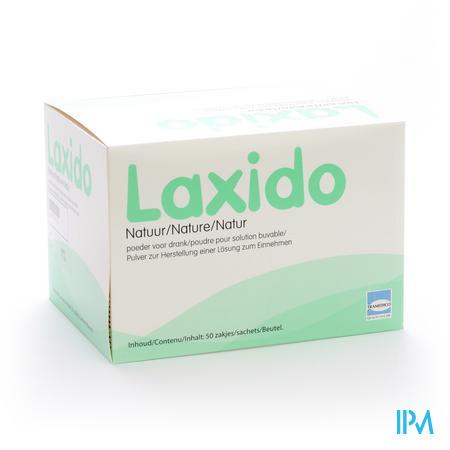 Laxido
Laxido
Natuur/Nature/Natur
poeder voor drank/poudre pour solution buvable/
Pulver zur Herstellung einer Lösung zum Einnehmen
TRAMEDICO
Inhoud/Contenu/Inhalt: 50 zakjes/sachets/Beutel.
IPM